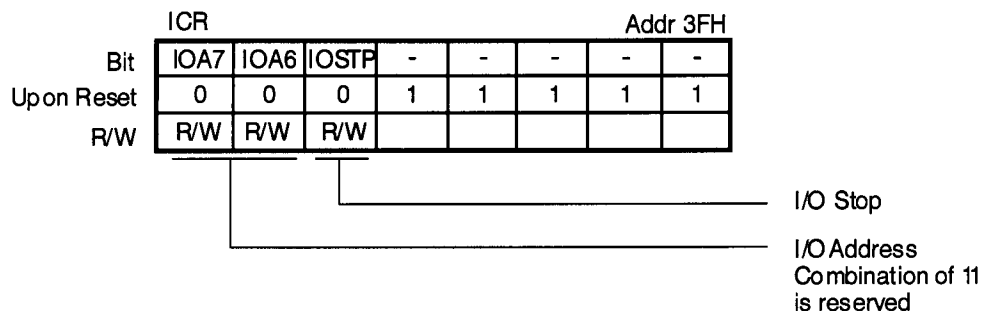 ICR Addr 3FH
Bit IOA7 IOA6 IOSTP - - - - -
Upon Reset 0 0 0 1 1 1 1 1
R/W R/W R/W R/W
I/O Stop
I/O Address
Combination of 11
is reserved